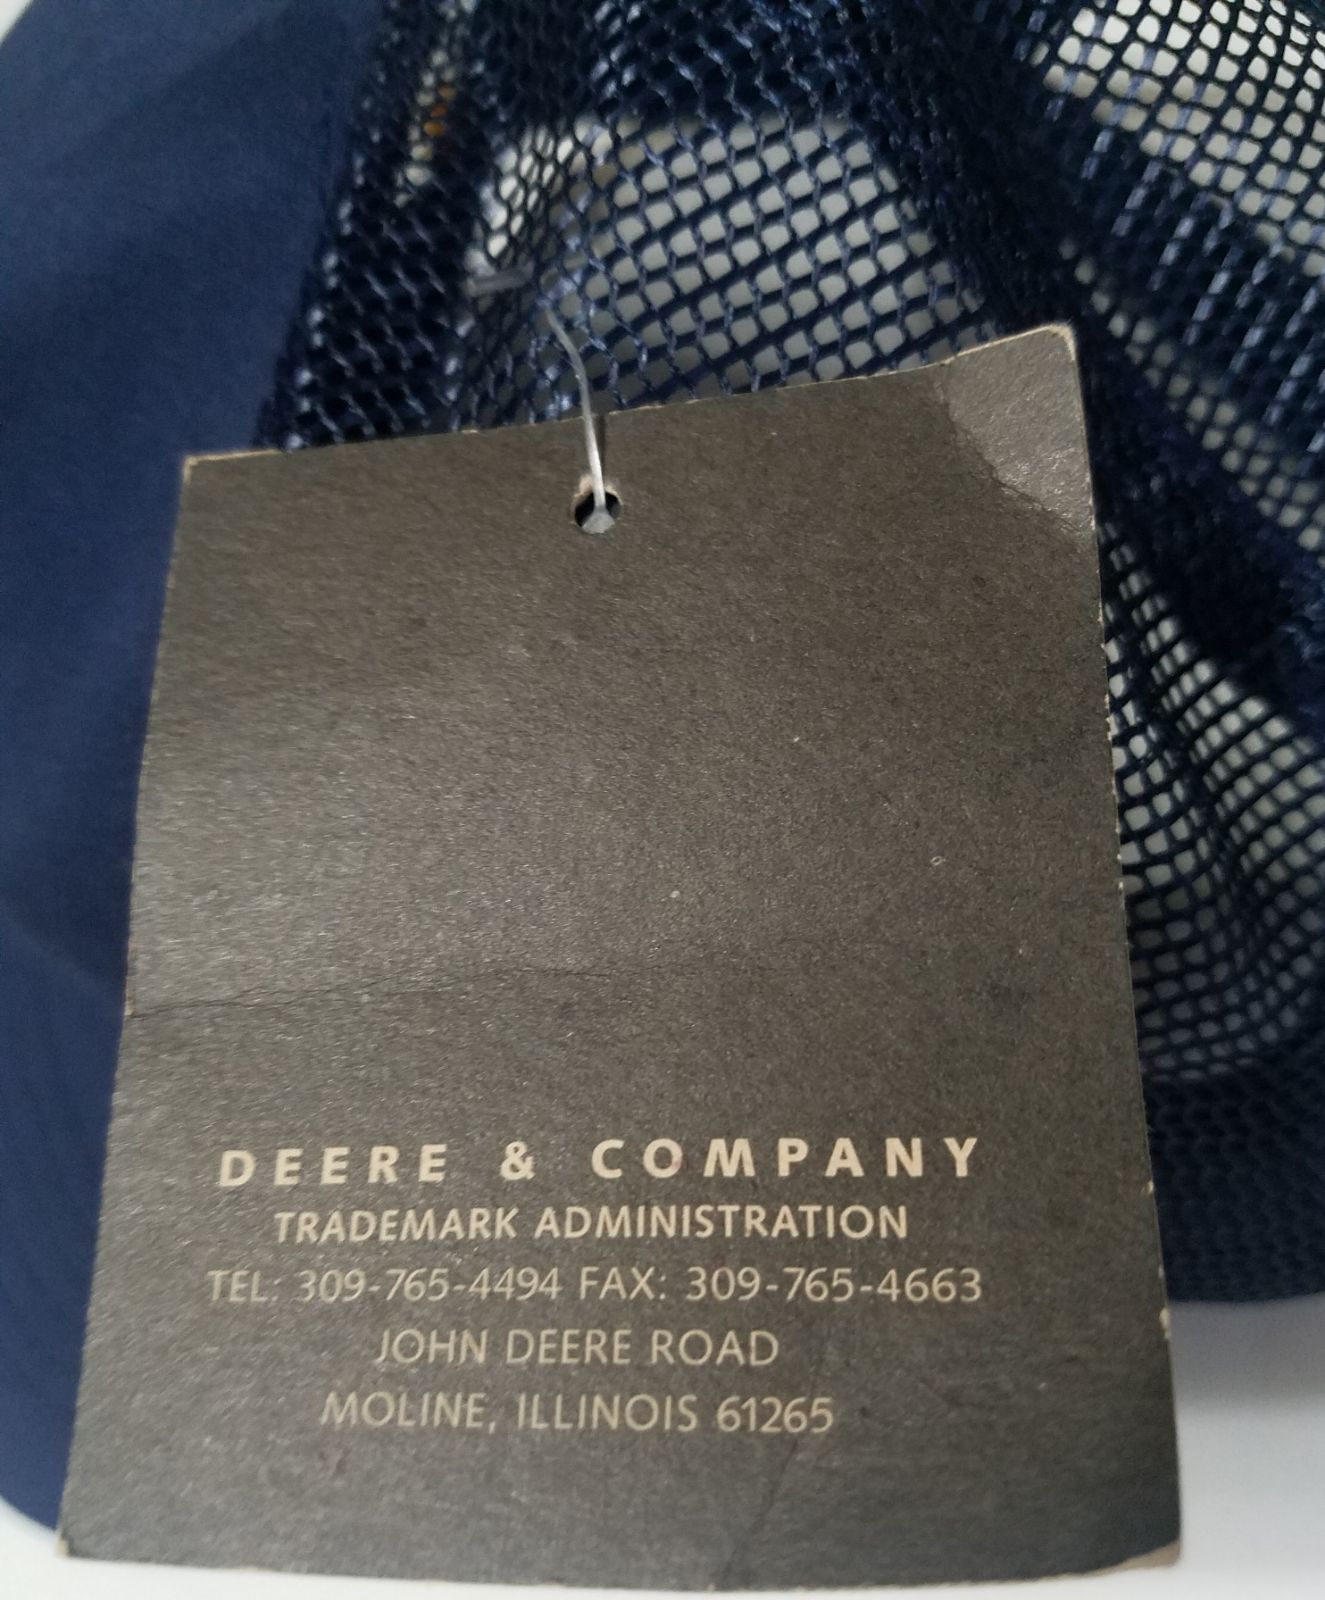 DEERE & COMPANY
TRADEMARK ADMINISTRATION
TEL: 309-765-4494 FAX: 309-765-4663
JOHN DEERE ROAD
MOLINE, ILLINOIS 61265